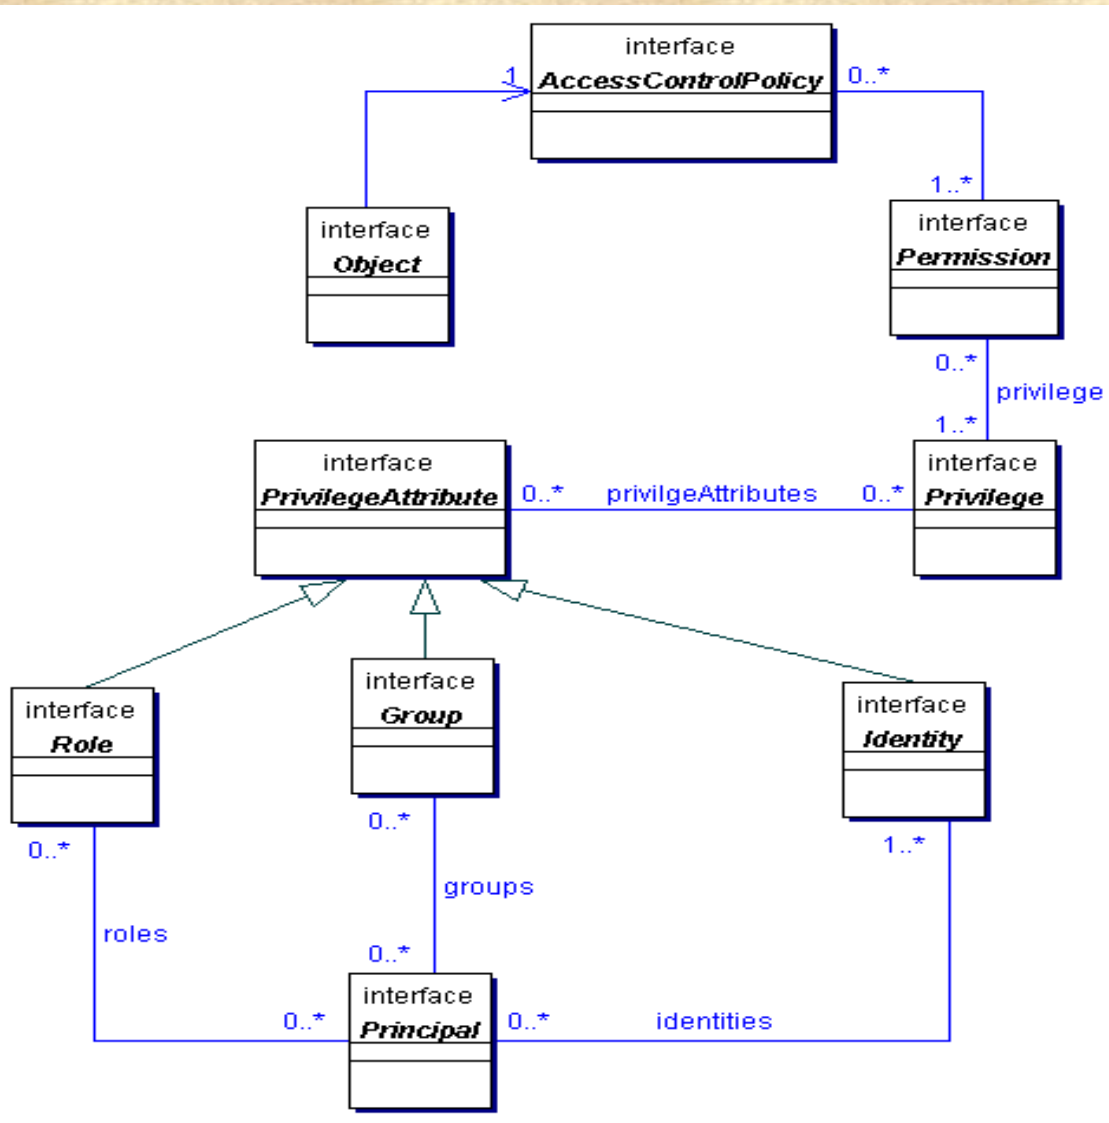 interface
AccessControlPolicy
1
0..*
1..*
interface
Object
interface
Permission
0..*
privilege
1..*
interface
PrivilegeAttribute
0..*
privilgeAttributes
0..*
interface
Privilege
interface
Role
interface
Group
interface
Identity
0..*
0..*
1..*
groups
roles
0..*
0..*
interface
Principal
0..*
identities